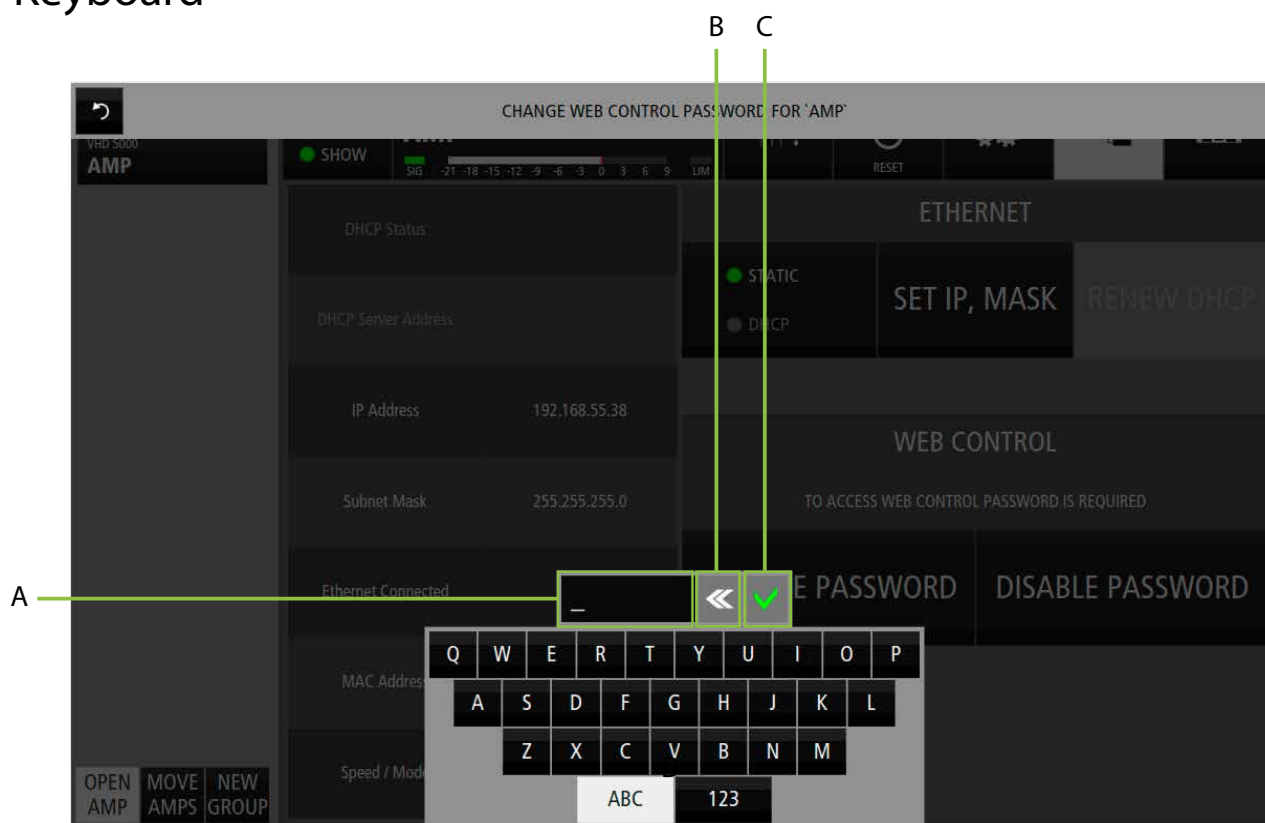 Keyboard
B C
CHANGE WEB CONTROL PASSWORD FOR `AMP`
VHD 5000
AMP
SHOW
SIG -21 -18 -15 -12 -9 -6 -3 0 3 6 9 LIM
RESET
DHCP Status
ETHERNET
STATIC
DHCP
SET IP, MASK
RENEW DHCP
DHCP Server Address
IP Address 192.168.55.38
WEB CONTROL
Subnet Mask 255.255.255.0
TO ACCESS WEB CONTROL PASSWORD IS REQUIRED
A
Ethernet Connected
_
E PASSWORD DISABLE PASSWORD
Q W E R T Y U I O P
MAC Addres
A S D F G H J K L
Z X C V B N M
Speed / Mod
ABC 123
OPEN AMP
MOVE AMPS
NEW GROUP